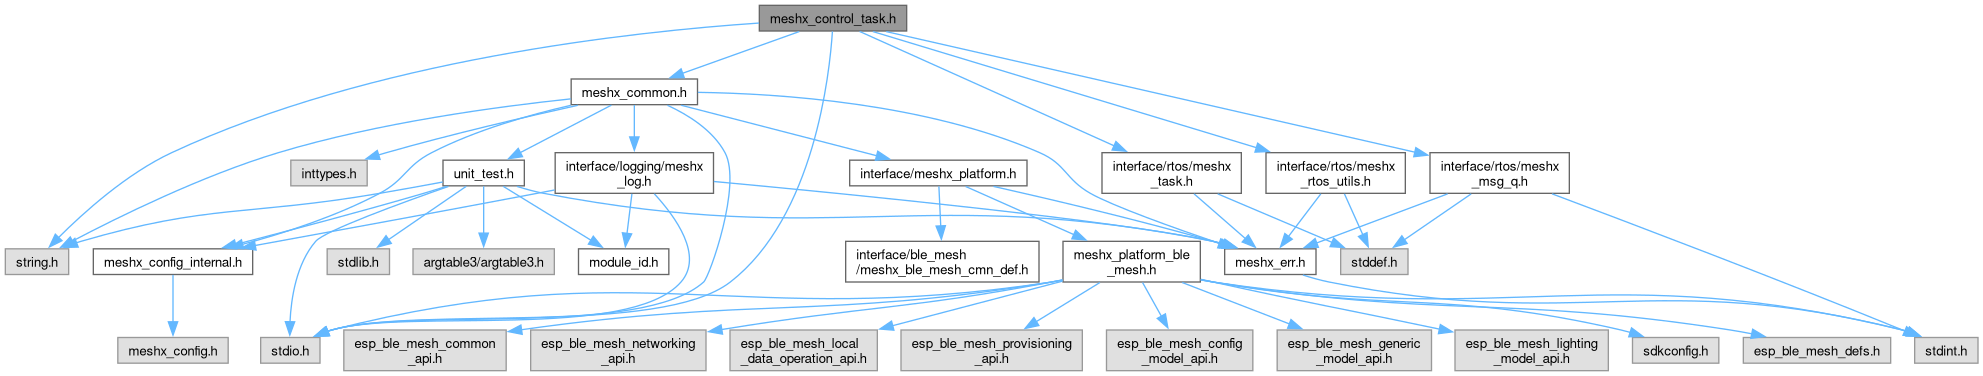 meshx_control_task.h
meshx_common.h
inttypes.h
unit_test.h
interface/logging/meshx
_log.h
interface/meshx_platform.h
interface/rtos/meshx
_task.h
interface/rtos/meshx
_rtos_utils.h
interface/rtos/meshx
_msg_q.h
string.h
meshx_config_internal.h
stdlib.h
argtable3/argtable3.h
module_id.h
interface/ble_mesh
/meshx_ble_mesh_cmn_def.h
meshx_platform_ble
_mesh.h
meshx_err.h
stddef.h
meshx_config.h
stdio.h
esp_ble_mesh_common
_api.h
esp_ble_mesh_networking
_api.h
esp_ble_mesh_local
_data_operation_api.h
esp_ble_mesh_provisioning
_api.h
esp_ble_mesh_config
_model_api.h
esp_ble_mesh_generic
_model_api.h
esp_ble_mesh_lighting
_model_api.h
sdkconfig.h
esp_ble_mesh_defs.h
stdint.h